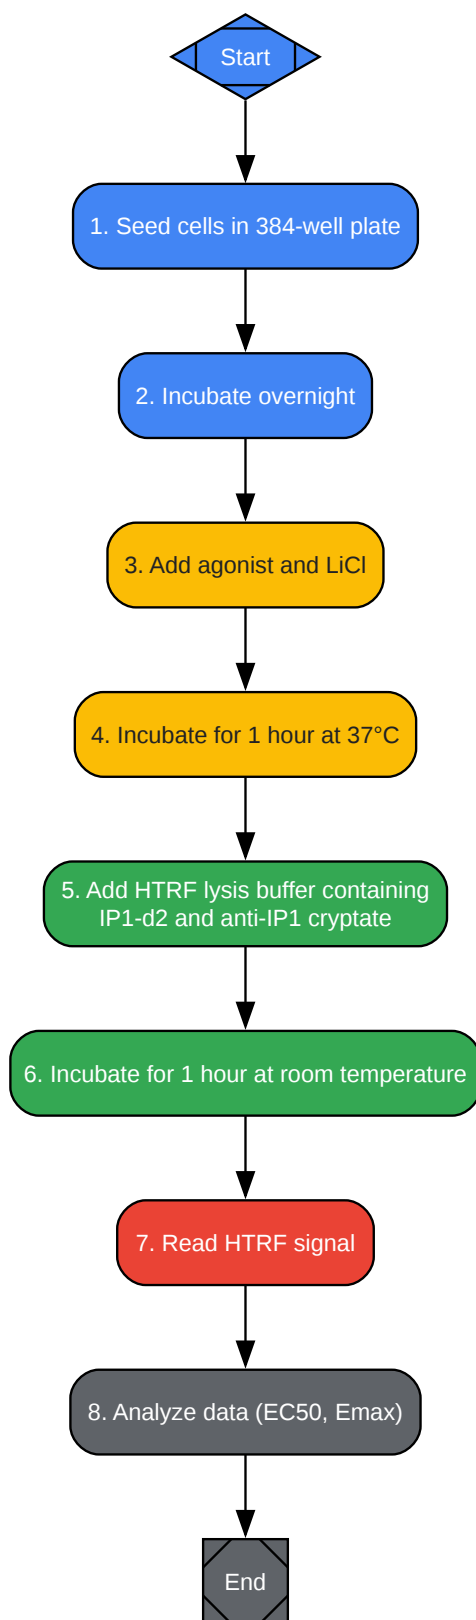 Start
1. Seed cells in 384-well plate
2. Incubate overnight
3. Add agonist and LiCl
4. Incubate for 1 hour at 37°C
5. Add HTRF lysis buffer containing
IP1-d2 and anti-IP1 cryptate
6. Incubate for 1 hour at room temperature
7. Read HTRF signal
8. Analyze data (EC50, Emax)
End